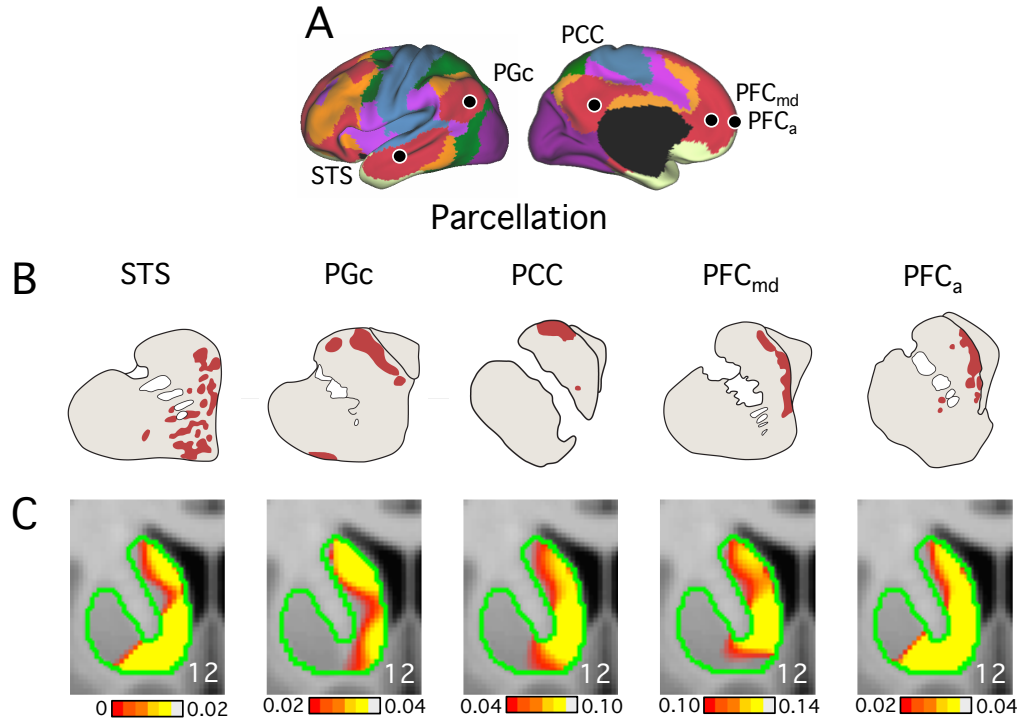 A
PCC
PGc
PFCmd
PFCa
STS
Parcellation
B STS PGc PCC PFCmd PFCa
C
12 12 12 12 12
0 0.02 0.02 0.04 0.04 0.10 0.10 0.14 0.02 0.04